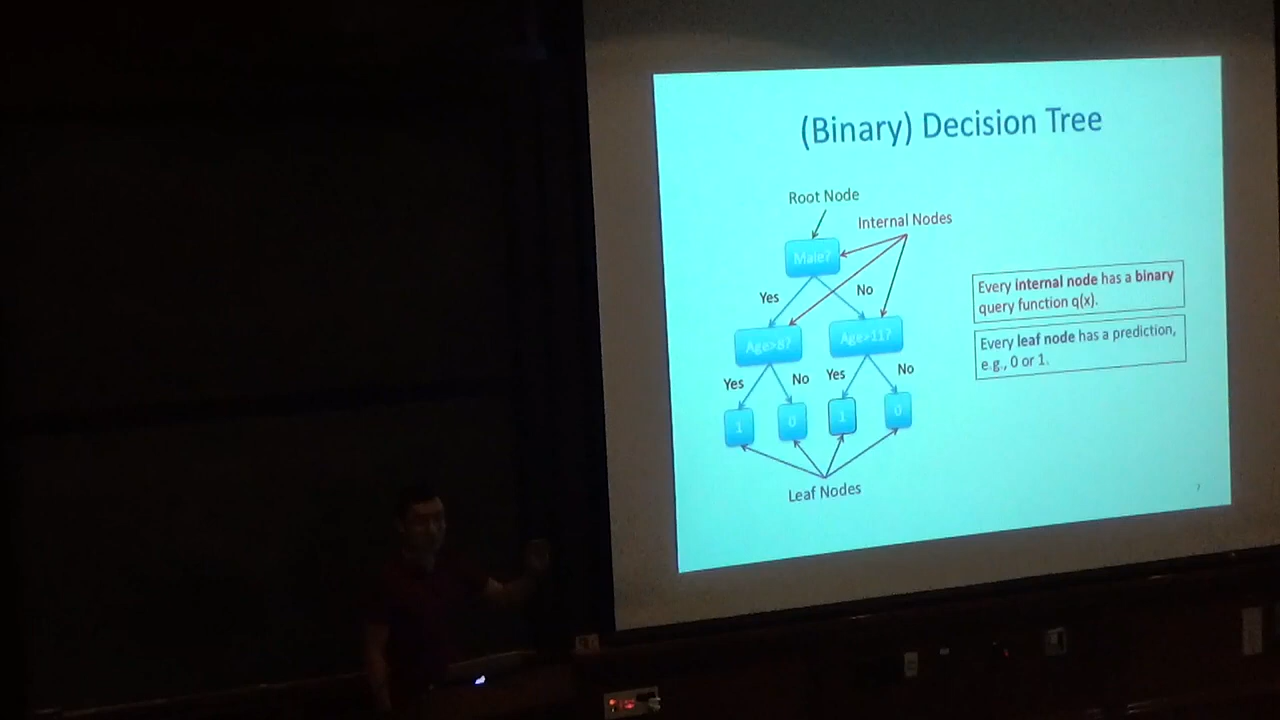 (Binary) Decision Tree
Root Node
Internal Nodes
Male?
Yes
No
Every internal node has a binary
query function q(x).
Age>8?
Age>11?
Every leaf node has a prediction,
e.g., 0 or 1.
Yes
No
Yes
No
1
0
1
0
Leaf Nodes
7